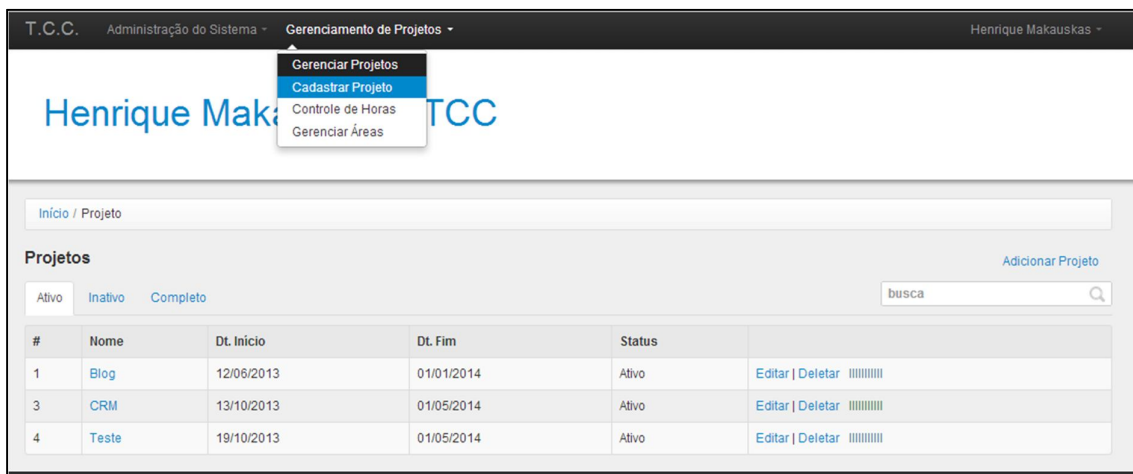 T.C.C. Administração do Sistema Gerenciamento de Projetos Henrique Makauskas
Gerenciar Projetos
Cadastrar Projeto
Controle de Horas
Gerenciar Áreas
Henrique Mak TCC
Início / Projeto
Projetos
Adicionar Projeto
Ativo Inativo Completo busca
# Nome Dt. Início Dt. Fim Status
1 Blog 12/06/2013 01/01/2014 Ativo Editar | Deletar
3 CRM 13/10/2013 01/05/2014 Ativo Editar | Deletar
4 Teste 19/10/2013 01/05/2014 Ativo Editar | Deletar